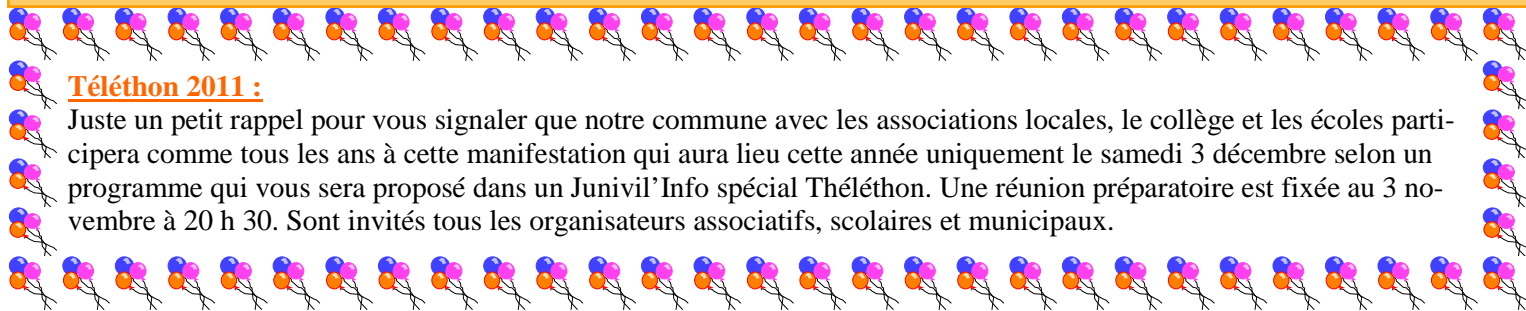 Téléthon 2011 :
Juste un petit rappel pour vous signaler que notre commune avec les associations locales, le collège et les écoles parti-
cipera comme tous les ans à cette manifestation qui aura lieu cette année uniquement le samedi 3 décembre selon un
programme qui vous sera proposé dans un Junivil’Info spécial Théléthon. Une réunion préparatoire est fixée au 3 no-
vembre à 20 h 30. Sont invités tous les organisateurs associatifs, scolaires et municipaux.